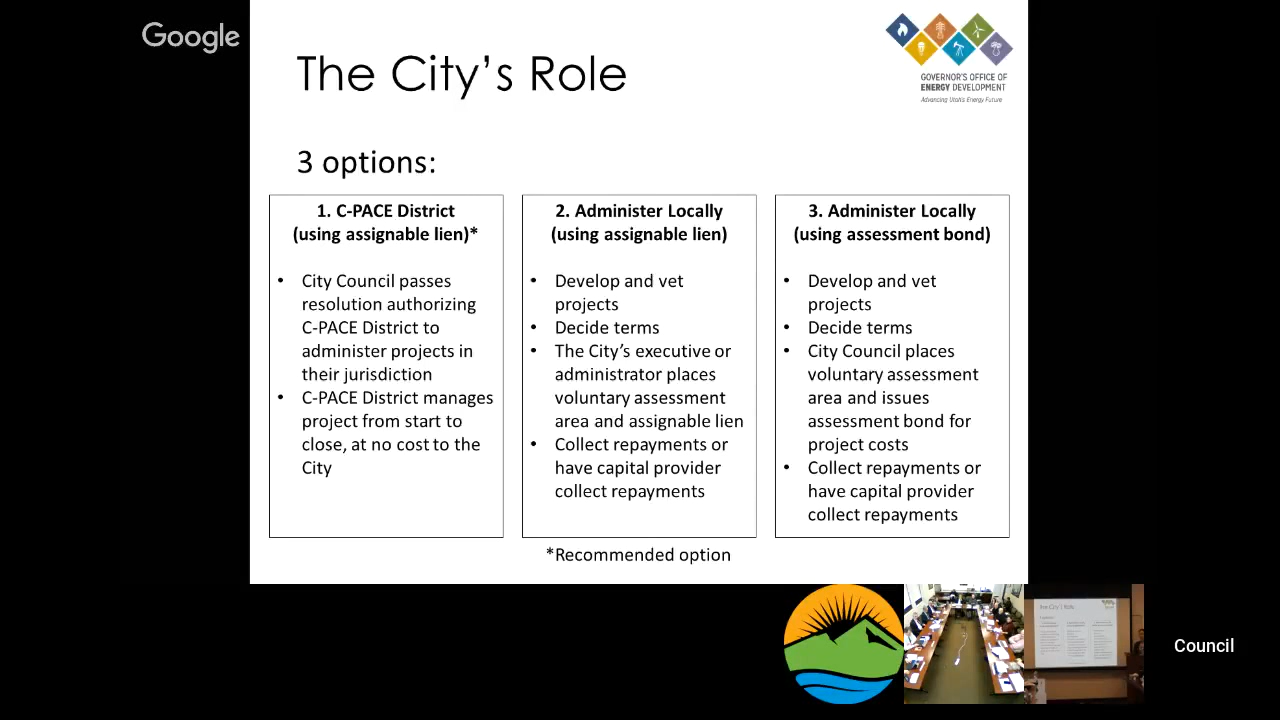 Google
The City's Role
GOVERNOR'S OFFICE OF
ENERGY DEVELOPMENT
Advancing Utah's Energy Future
3 options:
1. C-PACE District
(using assignable lien)*
• City Council passes
resolution authorizing
C-PACE District to
administer projects in
their jurisdiction
• C-PACE District manages
project from start to
close, at no cost to the
City
2. Administer Locally
(using assignable lien)
• Develop and vet
projects
• Decide terms
• The City's executive or
administrator places
voluntary assessment
area and assignable lien
• Collect repayments or
have capital provider
collect repayments
3. Administer Locally
(using assessment bond)
• Develop and vet
projects
• Decide terms
• City Council places
voluntary assessment
area and issues
assessment bond for
project costs
• Collect repayments or
have capital provider
collect repayments
*Recommended option
The City's Role
Council